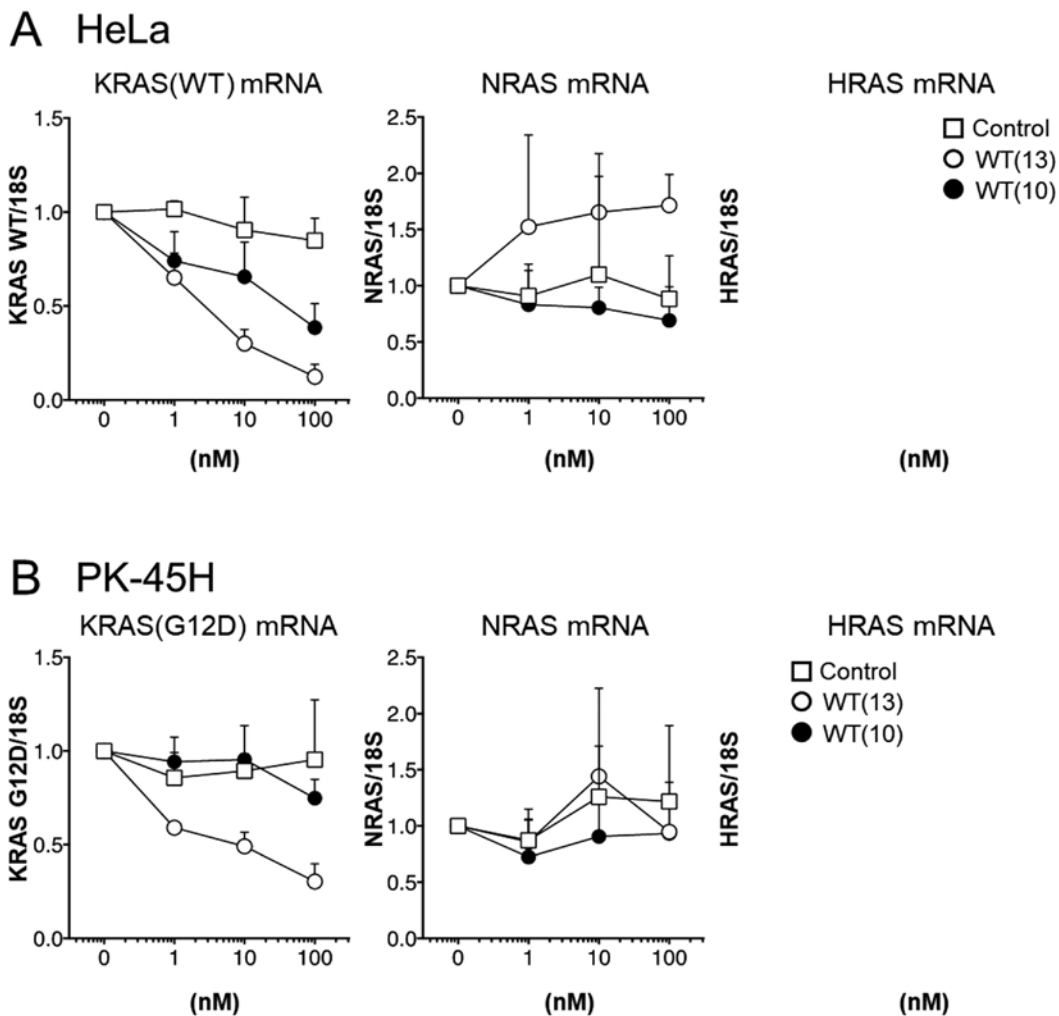 A HeLa
KRAS(WT) mRNA
NRAS mRNA
HRAS mRNA
KRAS WT/18S
1.5
1.0
0.5
0.0
0 1 10 100
(nM)
NRAS/18S
2.5
2.0
1.5
1.0
0.5
0.0
0 1 10 100
(nM)
HRAS/18S
Control
WT(13)
WT(10)
(nM)
B PK-45H
KRAS(G12D) mRNA
NRAS mRNA
HRAS mRNA
KRAS G12D/18S
1.5
1.0
0.5
0.0
0 1 10 100
(nM)
NRAS/18S
2.5
2.0
1.5
1.0
0.5
0.0
0 1 10 100
(nM)
HRAS/18S
Control
WT(13)
WT(10)
(nM)